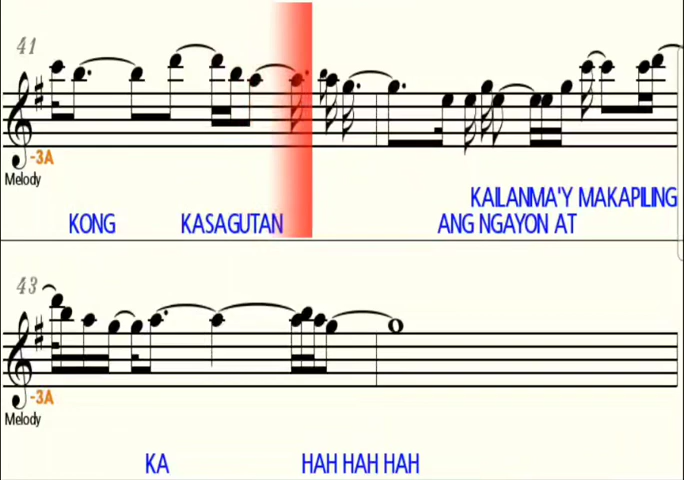 41
-3A
Melody
KAILANMA'Y MAKAPILING
KONG KASAGUTAN ANG NGAYON AT
43
-3A
Melody
KA HAH HAH HAH